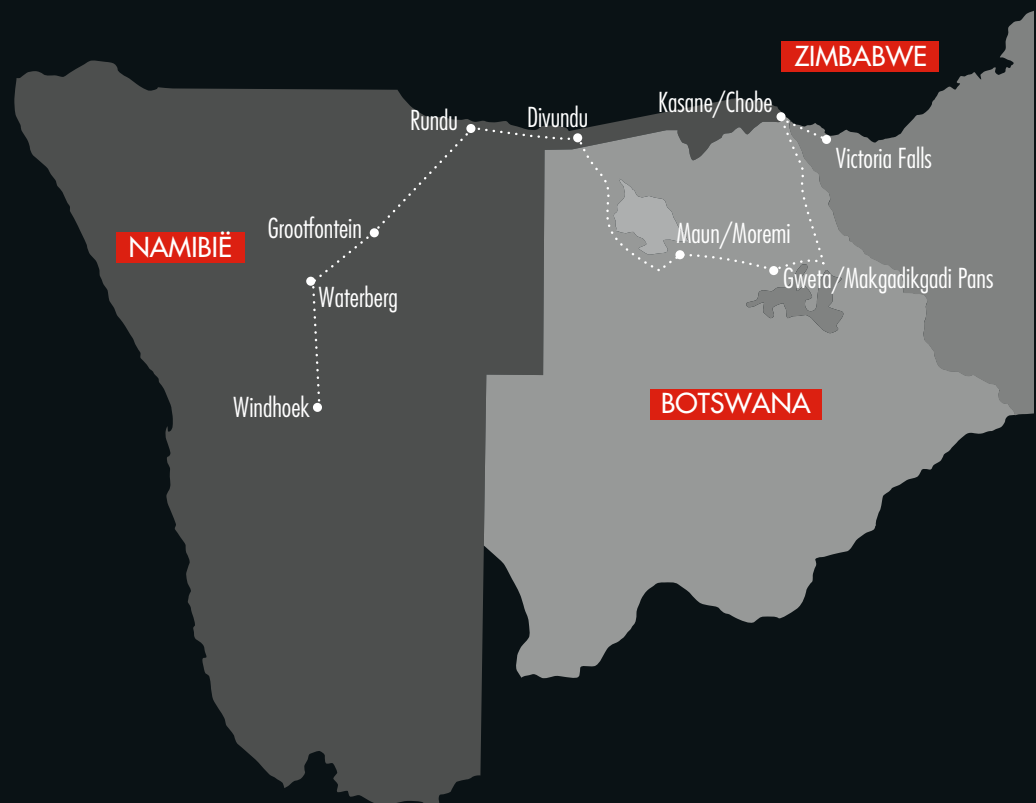 ZIMBABWE
Kasane/Chobe
Rundu
Divundu
Victoria Falls
Grootfontein
NAMIBIË
Maun/Moremi
Gweta/Makgadikgadi Pans
Waterberg
Windhoek
BOTSWANA